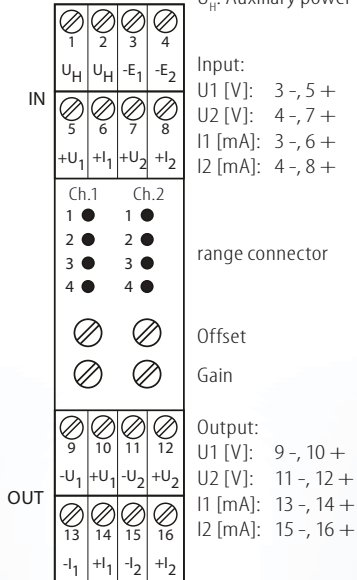 U_H: Auxiliary power
1 2 3 4
U_H U_H -E_1 -E_2
IN
5 6 7 8
+U_1 +I_1 +U_2 +I_2
Input:
U1 [V]: 3 -, 5 +
U2 [V]: 4 -, 7 +
I1 [mA]: 3 -, 6 +
I2 [mA]: 4 -, 8 +
Ch.1 Ch.2
1 1
2 2
3 3
4 4
range connector
Offset
Gain
9 10 11 12
-U_1 +U_1 -U_2 +U_2
OUT
13 14 15 16
-I_1 +I_1 -I_2 +I_2
Output:
U1 [V]: 9 -, 10 +
U2 [V]: 11 -, 12 +
I1 [mA]: 13 -, 14 +
I2 [mA]: 15 -, 16 +